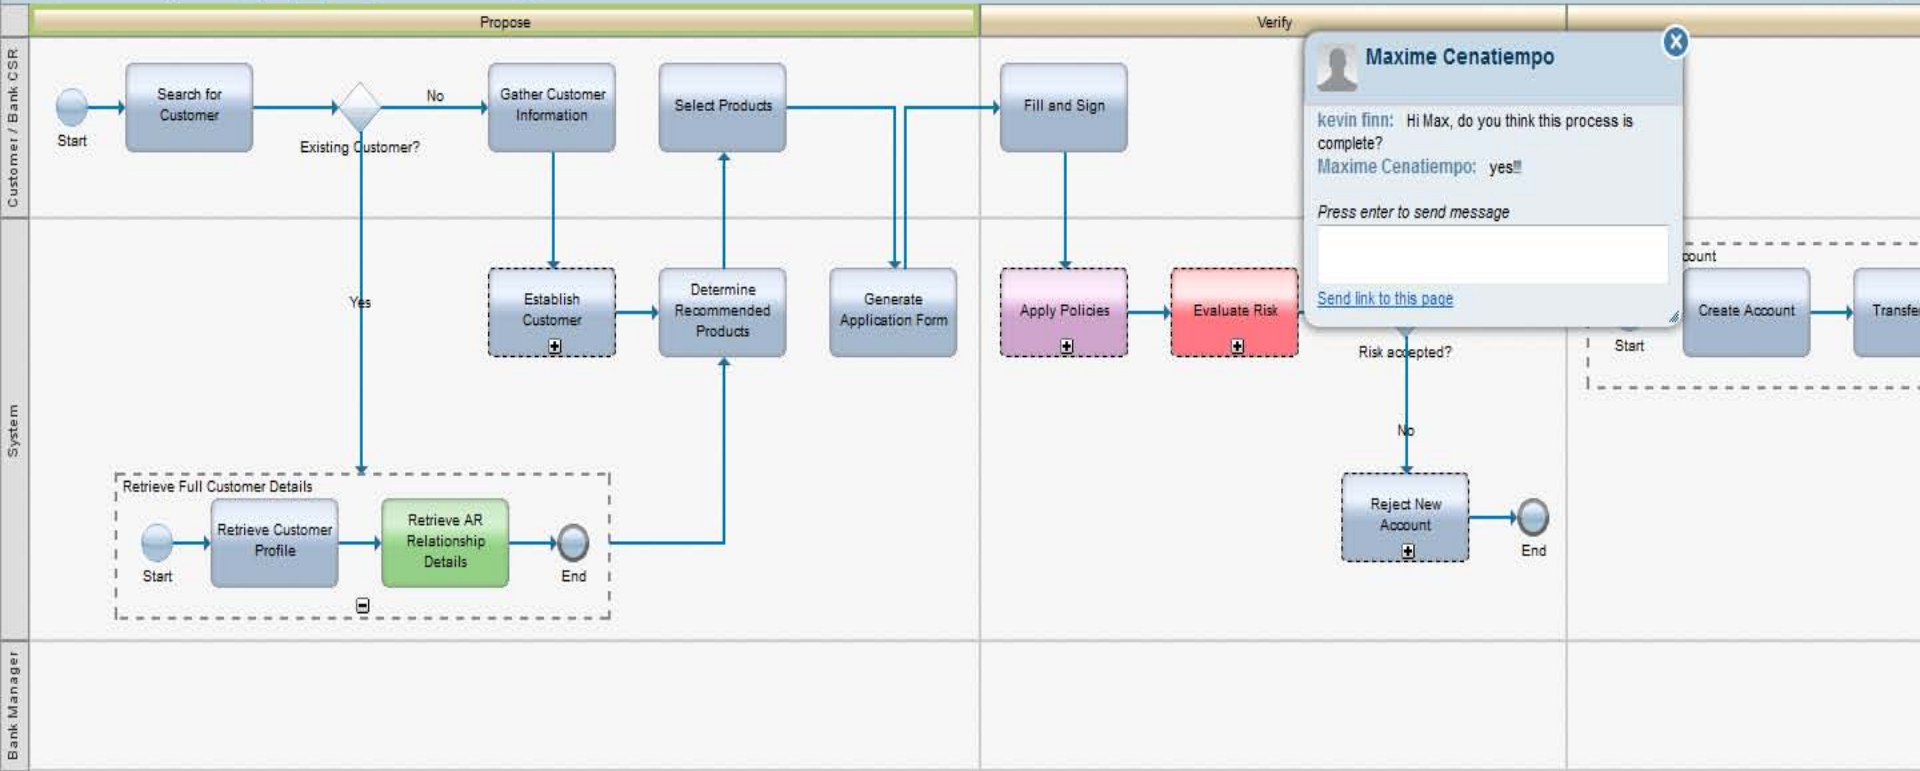 Propose
Verify
Customer / Bank CSR
Start
Search for
Customer
Existing Customer?
No
Gather Customer
Information
Select Products
Fill and Sign
Maxime Cenatiempo
kevin finn: Hi Max, do you think this process is
complete?
Maxime Cenatiempo: yes!!!
Press enter to send message
Send link to this page
System
Yes
Establish
Customer
Determine
Recommended
Products
Generate
Application Form
Apply Policies
Evaluate Risk
Risk accepted?
No
Reject New
Account
End
Start
Create Account
Retrieve Full Customer Details
Start
Retrieve Customer
Profile
Retrieve AR
Relationship
Details
End
Bank Manager